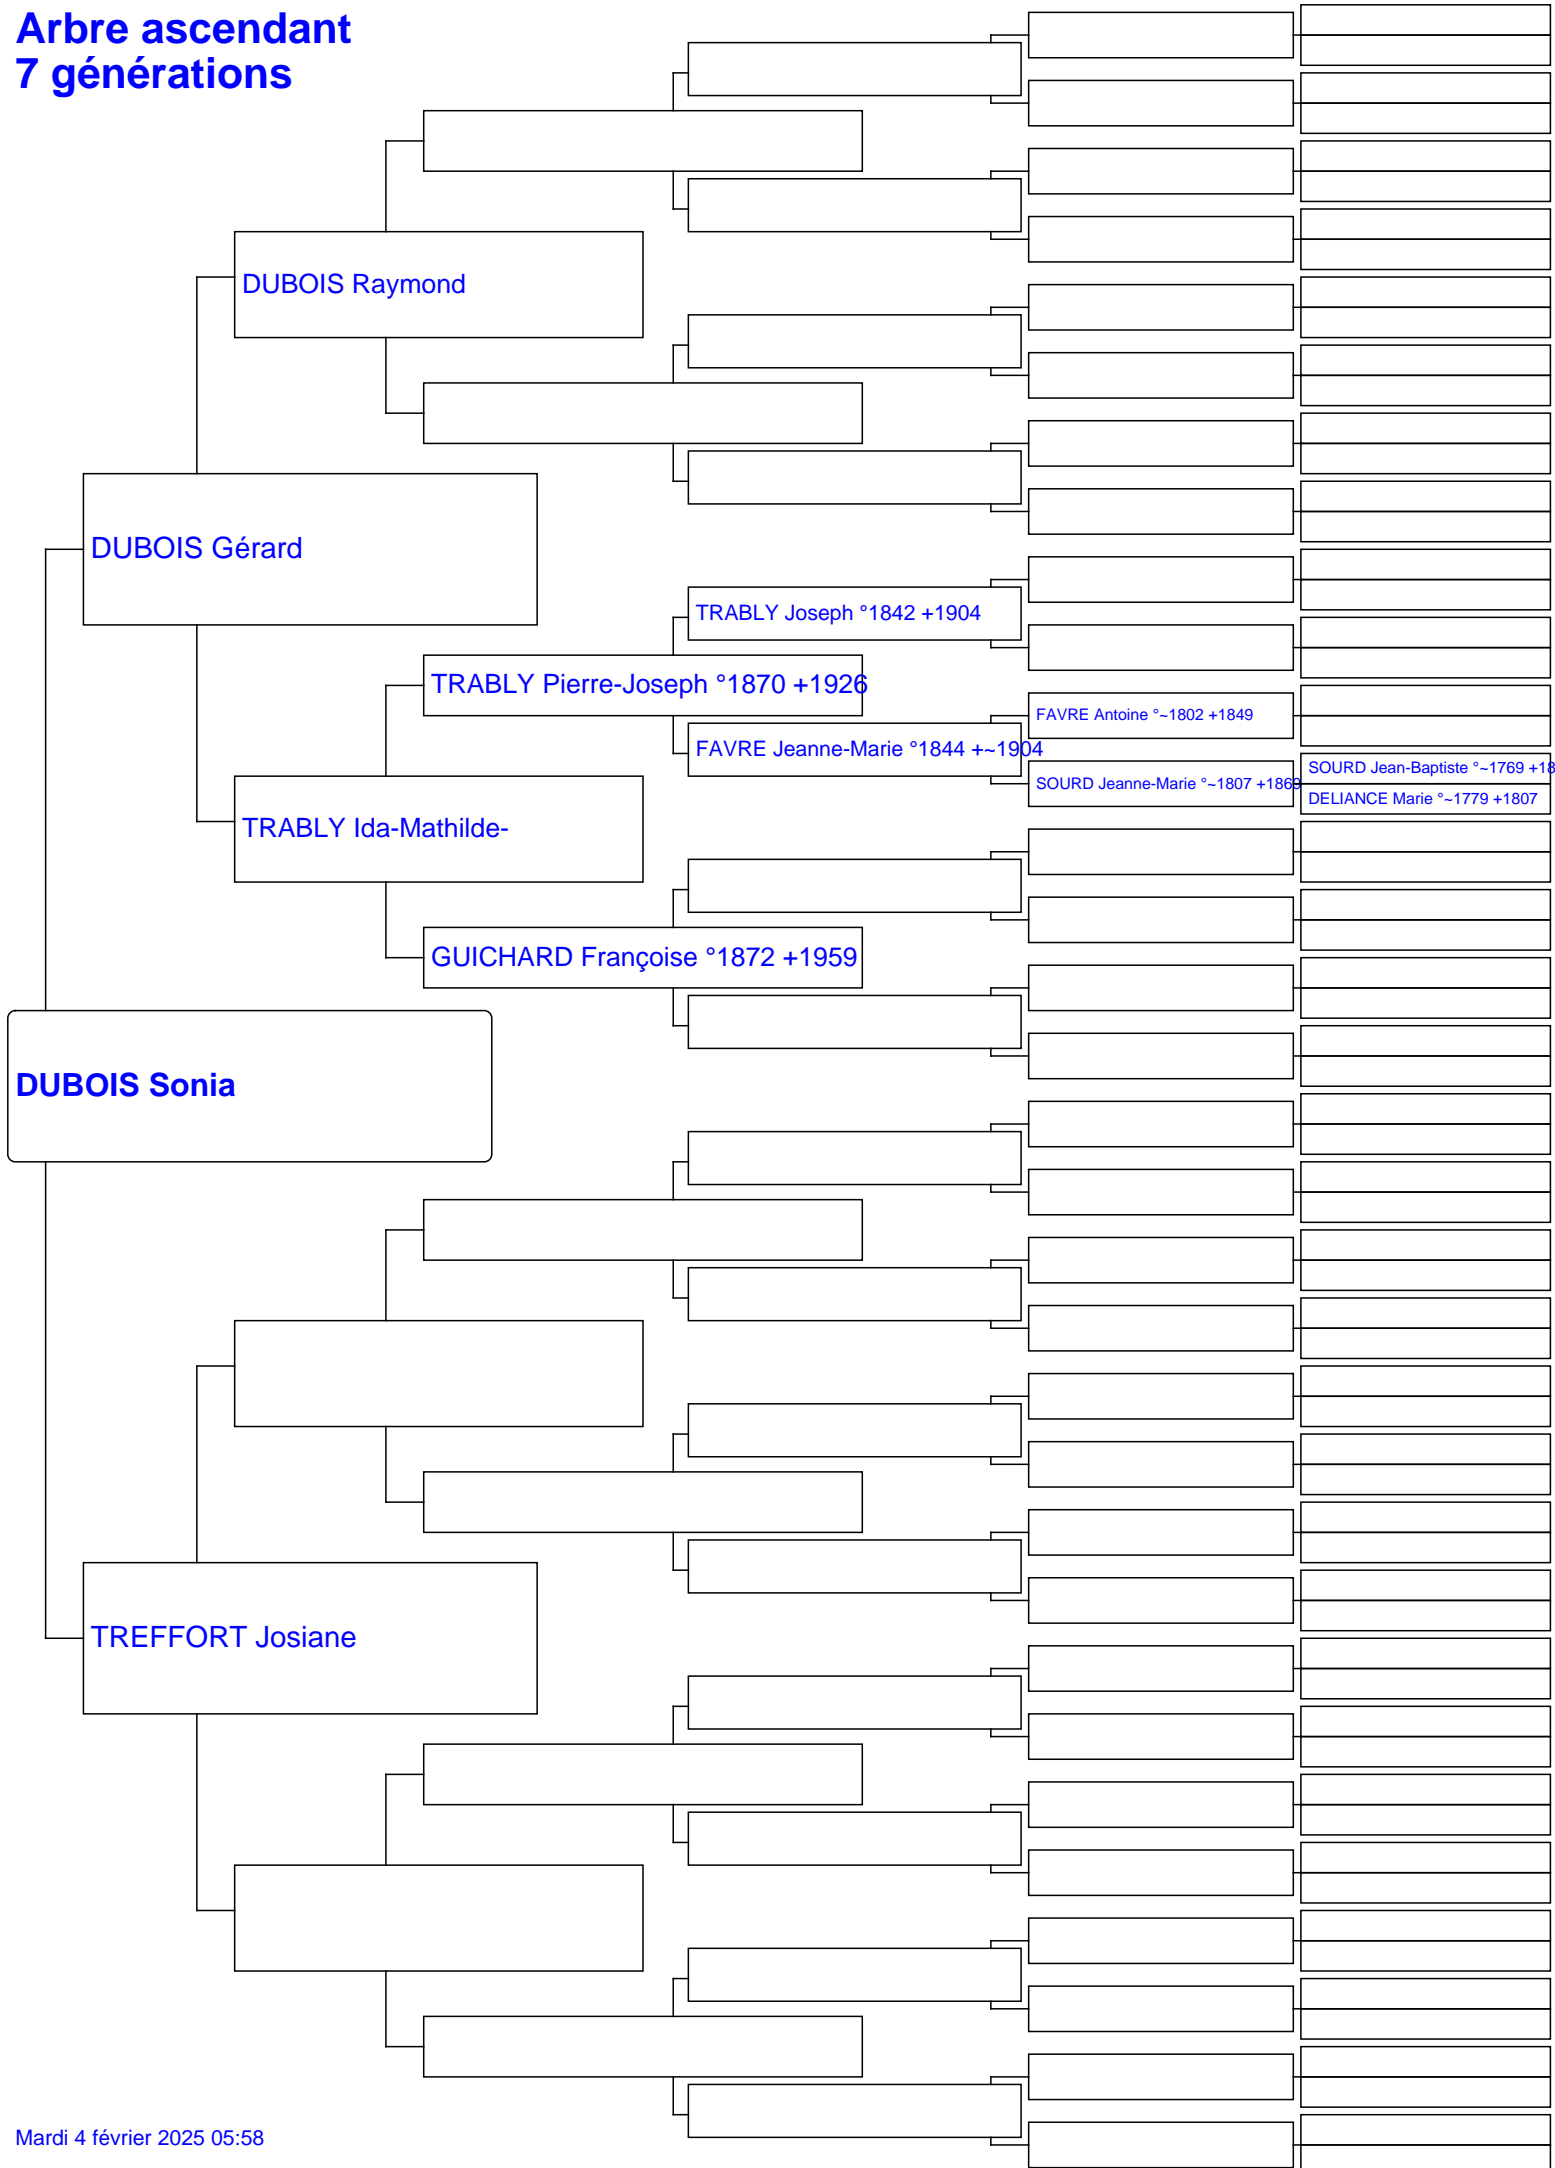 Arbre ascendant
7 générations
DUBOIS Raymond
DUBOIS Gérard
TRABLY Joseph °1842 +1904
TRABLY Pierre-Joseph °1870 +1926
FAVRE Antoine °~1802 +1849
FAVRE Jeanne-Marie °1844 +~1904
SOURD Jean-Baptiste °~1769 +18
SOURD Jeanne-Marie °~1807 +1869
DELIANCE Marie °~1779 +1807
TRABLY Ida-Mathilde-
GUICHARD Françoise °1872 +1959
DUBOIS Sonia
TREFFORT Josiane
Mardi 4 février 2025 05:58